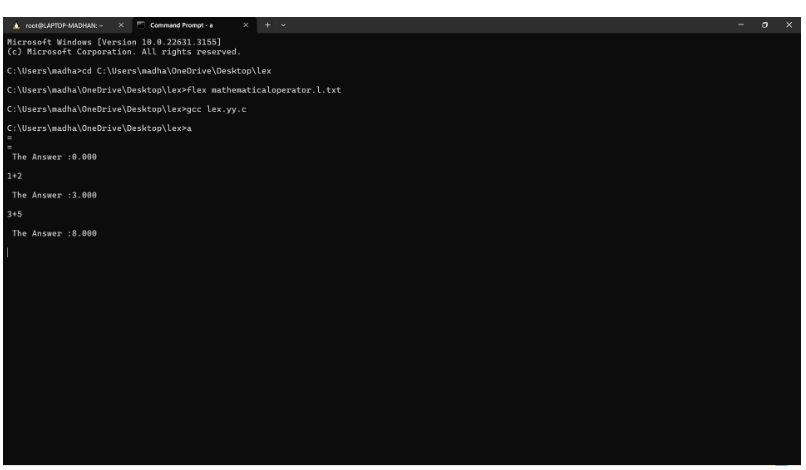 root@LAPTOP-MADHAN: ~ Command Prompt - a
Microsoft Windows [Version 10.0.22631.3155]
(c) Microsoft Corporation. All rights reserved.
C:\Users\madha>cd C:\Users\madha\OneDrive\Desktop\lex
C:\Users\madha\OneDrive\Desktop\lex>flex mathematicaloperator.l.txt
C:\Users\madha\OneDrive\Desktop\lex>gcc lex.yy.c
C:\Users\madha\OneDrive\Desktop\lex>a
=
=
The Answer :0.000
1+2
The Answer :3.000
3+5
The Answer :8.000